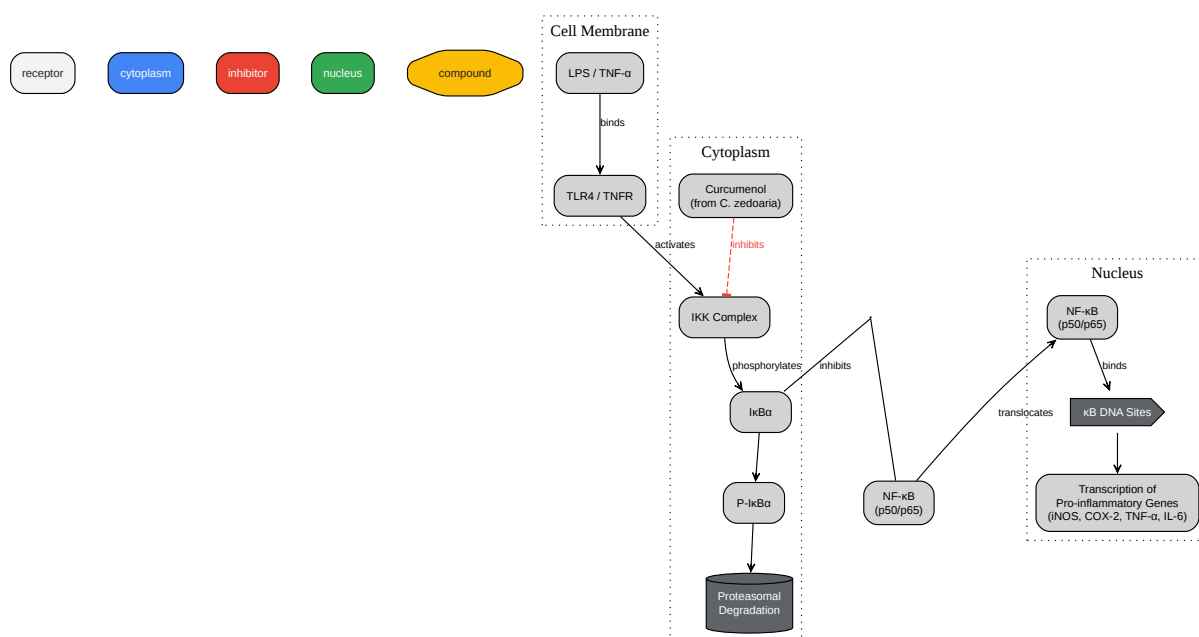 Cell Membrane
receptor
cytoplasm
inhibitor
nucleus
compound
LPS / TNF-α
binds
TLR4 / TNFR
activates
Cytoplasm
Curcumenol
(from C. zedoaria)
inhibits
IKK Complex
phosphorylates
inhibits
IκBα
P-IκBα
Proteasomal
Degradation
NF-κB
(p50/p65)
translocates
Nucleus
NF-κB
(p50/p65)
binds
κB DNA Sites
Transcription of
Pro-inflammatory Genes
(iNOS, COX-2, TNF-α, IL-6)